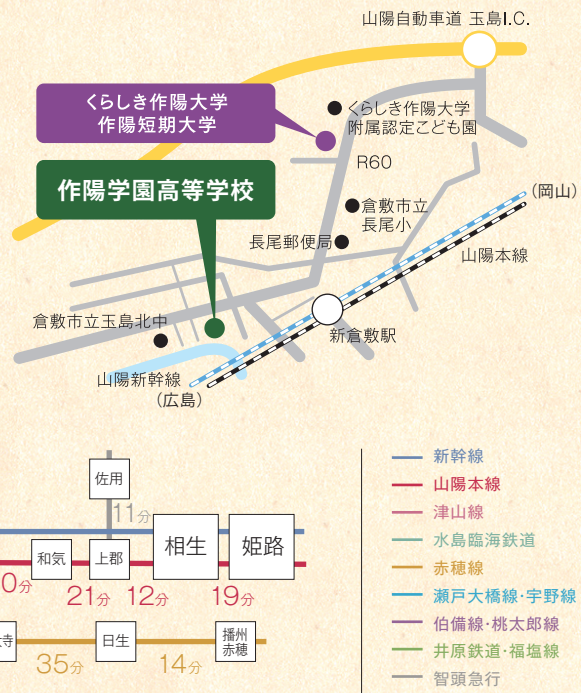 山陽自動車道 玉島I.C.
くらしき作陽大学
作陽短期大学
くらしき作陽大学
附属認定こども園
R60
作陽学園高等学校
倉敷市立
長尾小
(岡山)
長尾郵便局
山陽本線
倉敷市立玉島北中
新倉敷駅
山陽新幹線
(広島)
佐用
11分
和気
上郡
相生
姫路
0分
21分
12分
19分
寺
日生
播州
赤穂
35分
14分
新幹線
山陽本線
津山線
水島臨海鉄道
赤穂線
瀬戸大橋線・宇野線
伯備線・桃太郎線
井原鉄道・福塩線
智頭急行